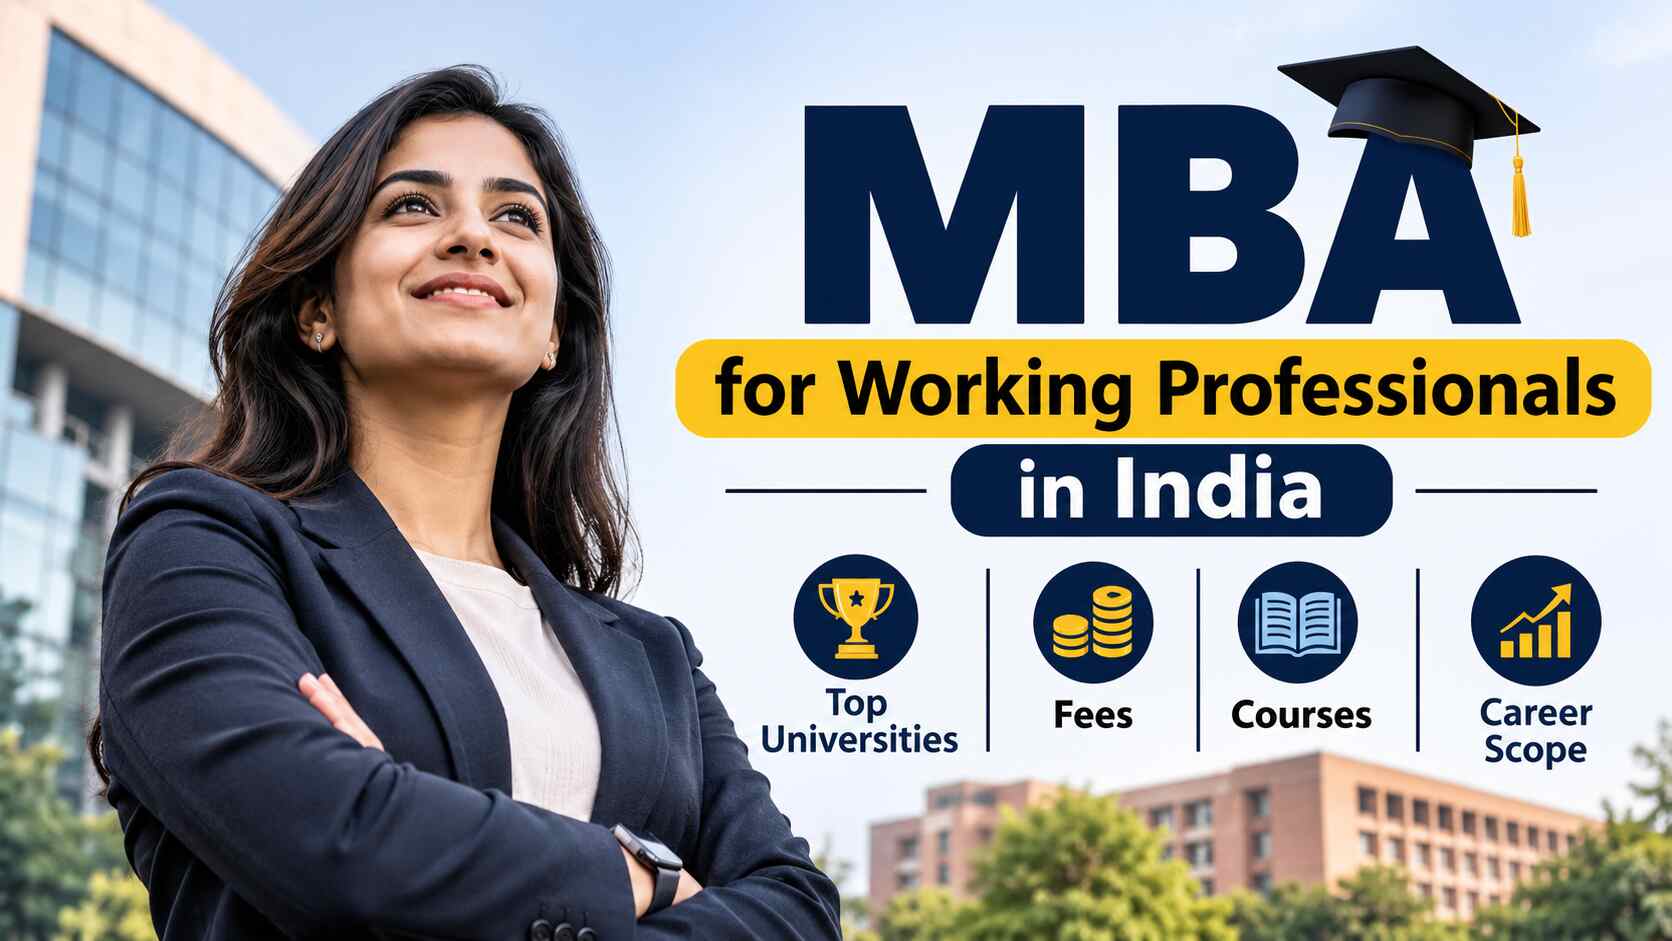 MBA
for Working Professionals
in India
Top
Universities
Fees
Courses
Career
Scope